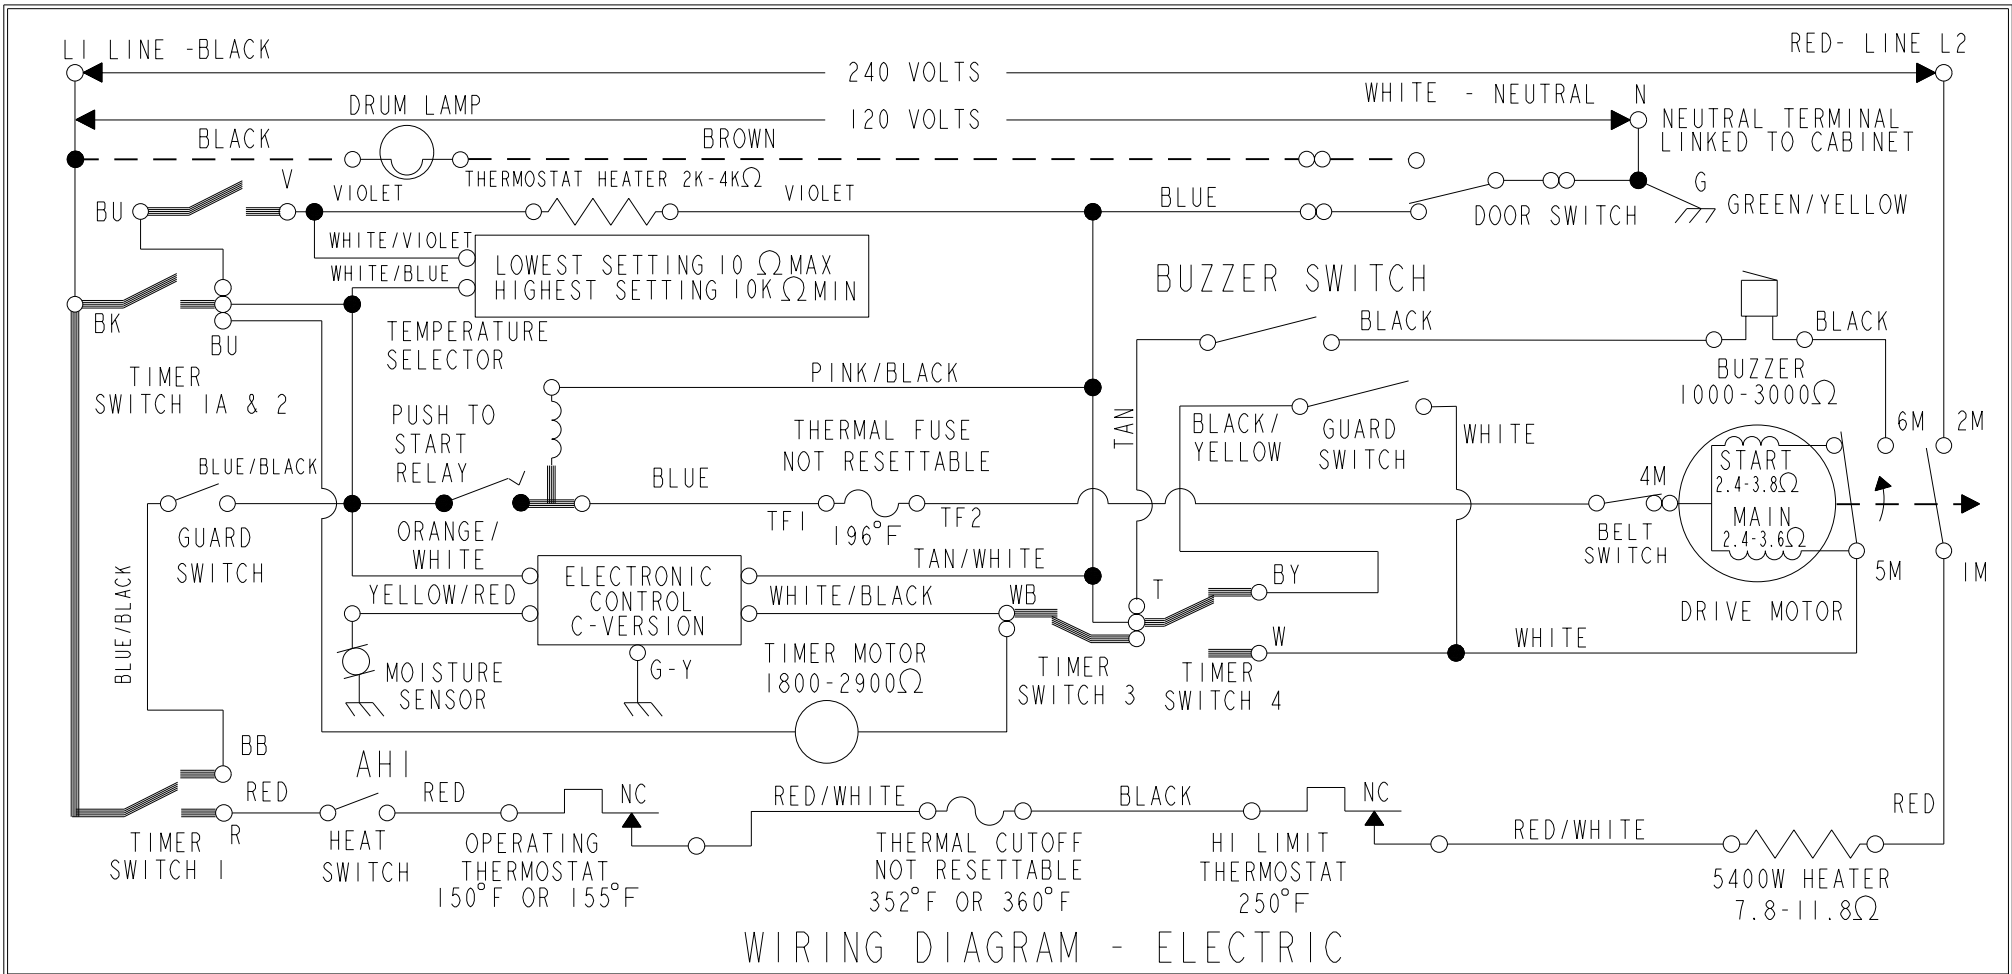 L1 LINE -BLACK
RED- LINE L2
240 VOLTS
WHITE - NEUTRAL N
DRUM LAMP
120 VOLTS
NEUTRAL TERMINAL
LINKED TO CABINET
BLACK
BROWN
V
VIOLET
THERMOSTAT HEATER 2K-4KΩ
VIOLET
BU
BLUE
DOOR SWITCH
G
GREEN/YELLOW
WHITE/VIOLET
WHITE/BLUE
LOWEST SETTING 10 Ω MAX
HIGHEST SETTING 10K Ω MIN
BUZZER SWITCH
BK
BU
TEMPERATURE
SELECTOR
BLACK
BLACK
TIMER
SWITCH 1A & 2
PINK/BLACK
BUZZER
1000-3000Ω
PUSH TO
START
RELAY
THERMAL FUSE
NOT RESETTABLE
TAN
BLACK/
YELLOW
GUARD
SWITCH
WHITE
6M
2M
BLUE/BLACK
BLUE
START
2.4-3.8Ω
4M
GUARD
SWITCH
ORANGE/
WHITE
TF1
196°F
TF2
BELT
SWITCH
MAIN
2.4-3.6Ω
TAN/WHITE
5M
1M
BLUE/BLACK
YELLOW/RED
ELECTRONIC
CONTROL
C-VERSION
WHITE/BLACK
WB
T
BY
DRIVE MOTOR
MOISTURE
SENSOR
G-Y
TIMER MOTOR
1800-2900Ω
TIMER
SWITCH 3
W
TIMER
SWITCH 4
WHITE
BB
AH1
RED
RED
NC
RED/WHITE
BLACK
NC
RED
TIMER
SWITCH 1
R
HEAT
SWITCH
OPERATING
THERMOSTAT
150°F OR 155°F
THERMAL CUTOFF
NOT RESETTABLE
352°F OR 360°F
HI LIMIT
THERMOSTAT
250°F
RED/WHITE
5400W HEATER
7.8-11.8Ω
WIRING DIAGRAM - ELECTRIC